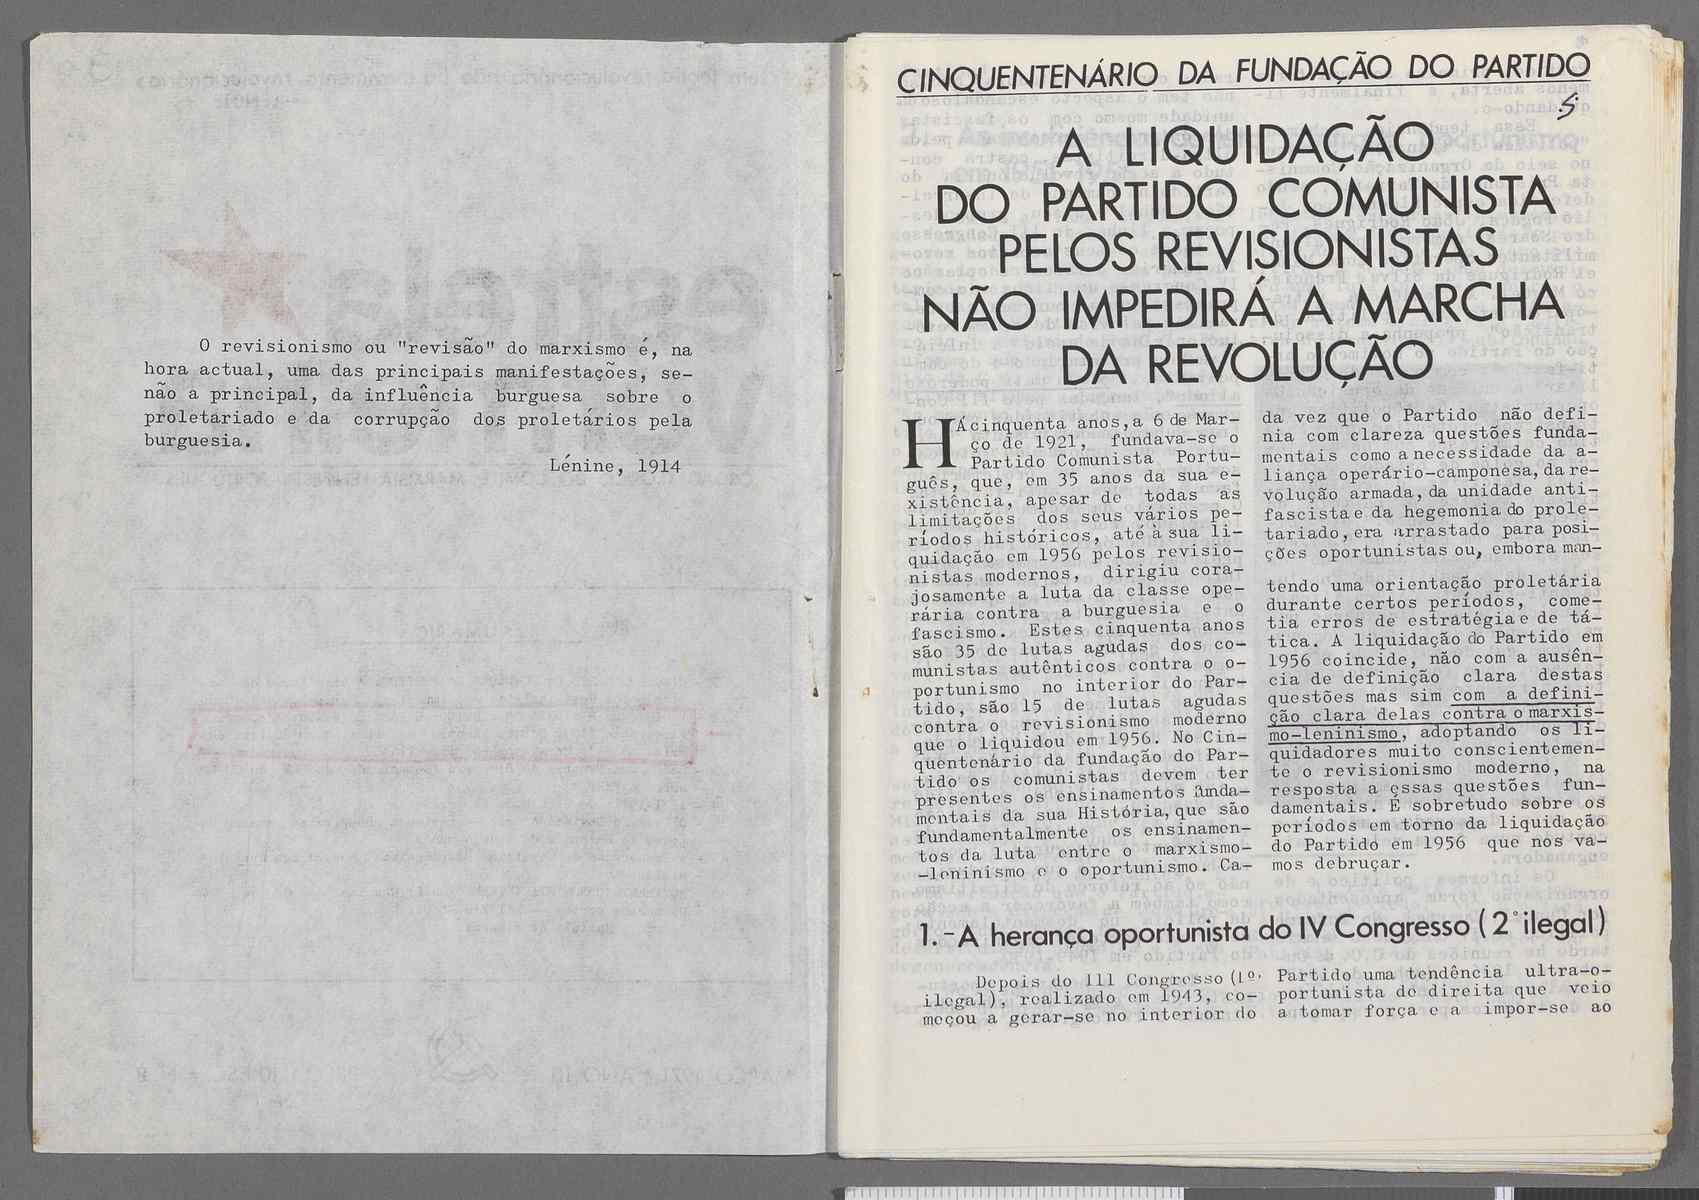 O revisionismo ou "revisão" do marxismo é, na
hora actual, uma das principais manifestações, se-
não a principal, da influência burguesa sobre o
proletariado e da corrupção dos proletários pela
burguesia.
Lénine, 1914
CINQUENTENÁRIO DA FUNDAÇÃO DO PARTIDO
A LIQUIDAÇÃO
DO PARTIDO COMUNISTA
PELOS REVISIONISTAS
NÃO IMPEDIRÁ A MARCHA
DA REVOLUÇÃO
HÁ cinquenta anos, a 6 de Mar-
ço de 1921, fundava-se o
Partido Comunista Portu-
guês, que, em 35 anos da sua e-
xistência, apesar de todas as
limitações dos seus vários pe-
ríodos históricos, até à sua li-
quidação em 1956 pelos revisio-
nistas modernos, dirigiu cora-
josamente a luta da classe ope-
rária contra a burguesia e o
fascismo. Estes cinquenta anos
são 35 de lutas agudas dos co-
munistas autênticos contra o o-
portunismo no interior do Par-
tido, são 15 de lutas agudas
contra o revisionismo moderno
que o liquidou em 1956. No Cin-
quentenário da fundação do Par-
tido os comunistas devem ter
presentes os ensinamentos funda-
mentais da sua História, que são
fundamentalmente os ensinamen-
tos da luta entre o marxismo-
-leninismo e o oportunismo. Ca-
da vez que o Partido não defi-
nia com clareza questões funda-
mentais como a necessidade da a-
liança operário-camponesa, da re-
volução armada, da unidade anti-
fascista e da hegemonia do prole-
tariado, era arrastado para posi-
ções oportunistas ou, embora man-
tendo uma orientação proletária
durante certos períodos, come-
tia erros de estratégia e de tá-
tica. A liquidação do Partido em
1956 coincide, não com a ausên-
cia de definição clara destas
questões mas sim com a defini-
ção clara delas contra o marxis-
mo-leninismo, adoptando os li-
quidadores muito conscientemen-
te o revisionismo moderno, na
resposta a essas questões fun-
damentais. É sobretudo sobre os
períodos em torno da liquidação
do Partido em 1956 que nos va-
mos debruçar.
1. - A herança oportunista do IV Congresso (2° ilegal)
Depois do III Congresso (1º.
ilegal), realizado em 1943, co-
meçou a gerar-se no interior do
Partido uma tendência ultra-o-
portunista de direita que veio
a tomar força e a impor-se ao